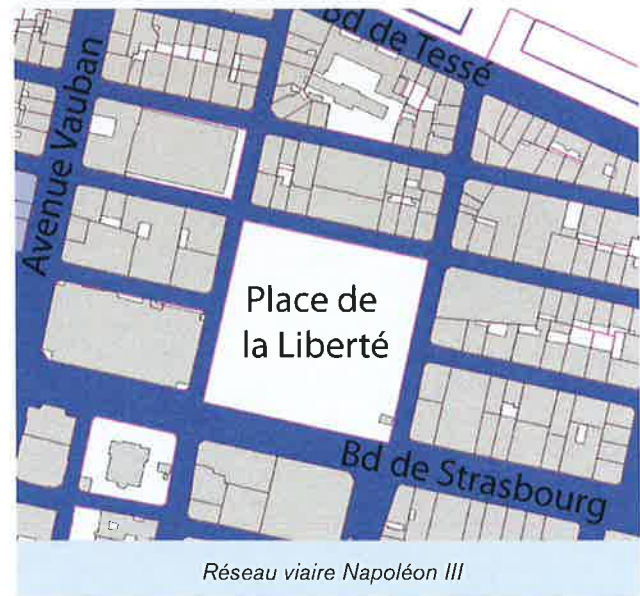 Bd de Tessé
Avenue Vauban
Place de
la Liberté
Bd de Strasbourg
Réseau viaire Napoléon III